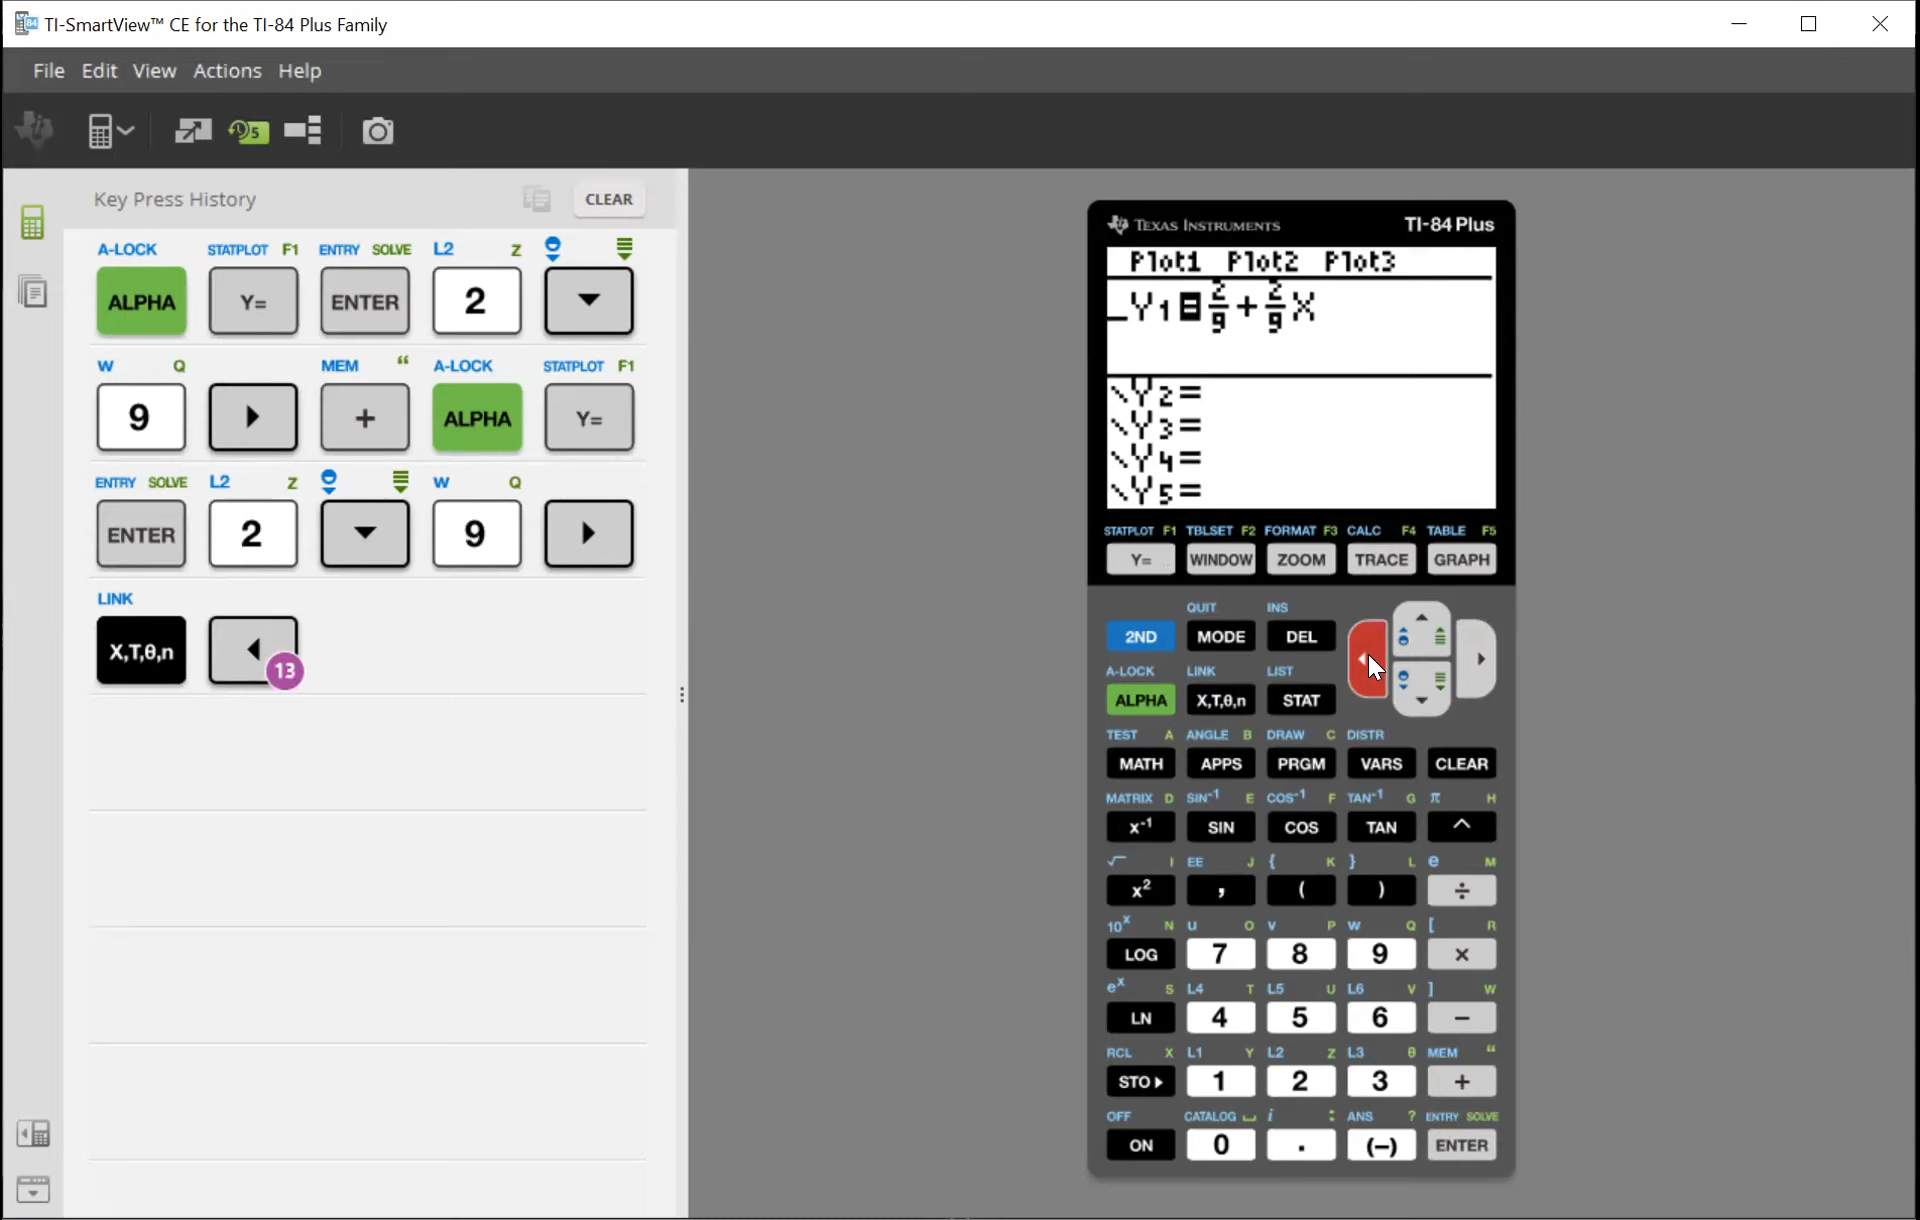 TI-SmartView™ CE for the TI-84 Plus Family
File Edit View Actions Help
5
Key Press History CLEAR
A-LOCK STATPLOT F1 ENTRY SOLVE L2 Z
ALPHA Y= ENTER 2
W Q MEM “ A-LOCK STATPLOT F1
9 + ALPHA Y=
ENTRY SOLVE L2 Z W Q
ENTER 2 9
LINK
X,T,θ,n
13
TEXAS INSTRUMENTS TI-84 Plus
Plot1 Plot2 Plot3
Y1=2/9+2/9X
\Y2=
\Y3=
\Y4=
\Y5=
STATPLOT F1 TBLSET F2 FORMAT F3 CALC F4 TABLE F5
Y= WINDOW ZOOM TRACE GRAPH
QUIT INS
2ND MODE DEL
A-LOCK LINK LIST
ALPHA X,T,θ,n STAT
TEST A ANGLE B DRAW C DISTR
MATH APPS PRGM VARS CLEAR
MATRIX D SIN⁻¹ E COS⁻¹ F TAN⁻¹ G π H
x⁻¹ SIN COS TAN ^
√ I EE J { K } L e M
x² , ( ) ÷
10ˣ N u O v P w Q [ R
LOG 7 8 9 ×
eˣ S L4 T L5 U L6 V ] W
LN 4 5 6 −
RCL X L1 Y L2 Z L3 θ MEM “
STO▸ 1 2 3 +
OFF CATALOG ⎵ i : ANS ? ENTRY SOLVE
ON 0 . (−) ENTER